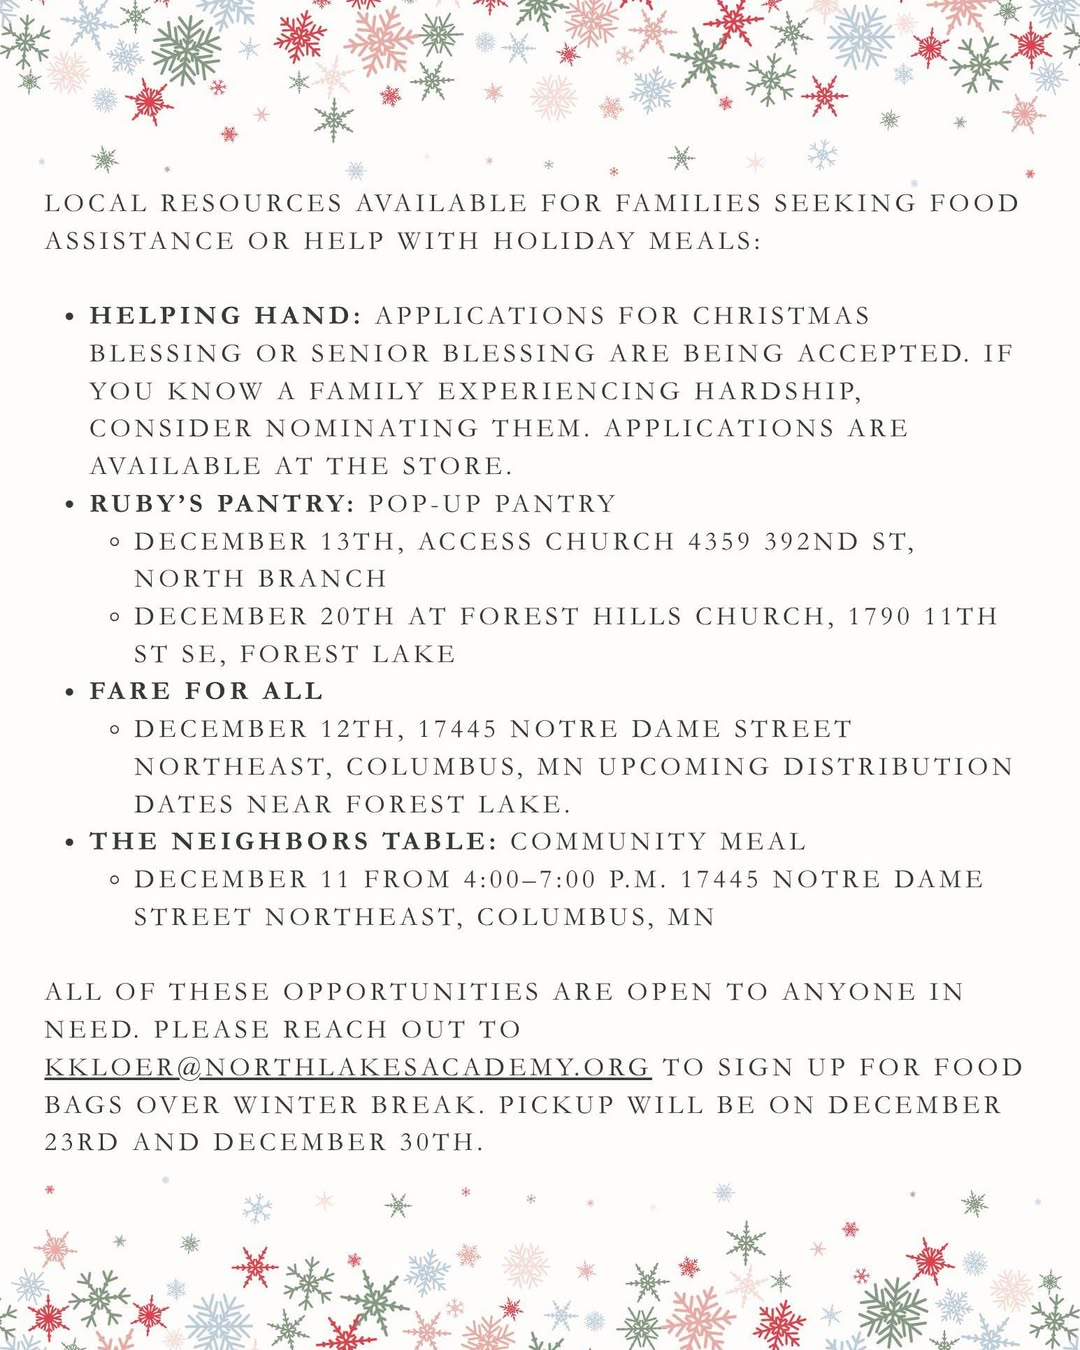 LOCAL RESOURCES AVAILABLE FOR FAMILIES SEEKING FOOD
ASSISTANCE OR HELP WITH HOLIDAY MEALS:
• HELPING HAND: APPLICATIONS FOR CHRISTMAS
BLESSING OR SENIOR BLESSING ARE BEING ACCEPTED. IF
YOU KNOW A FAMILY EXPERIENCING HARDSHIP,
CONSIDER NOMINATING THEM. APPLICATIONS ARE
AVAILABLE AT THE STORE.
• RUBY'S PANTRY: POP-UP PANTRY
◦ DECEMBER 13TH, ACCESS CHURCH 4359 392ND ST,
NORTH BRANCH
◦ DECEMBER 20TH AT FOREST HILLS CHURCH, 1790 11TH
ST SE, FOREST LAKE
• FARE FOR ALL
◦ DECEMBER 12TH, 17445 NOTRE DAME STREET
NORTHEAST, COLUMBUS, MN UPCOMING DISTRIBUTION
DATES NEAR FOREST LAKE.
• THE NEIGHBORS TABLE: COMMUNITY MEAL
◦ DECEMBER 11 FROM 4:00–7:00 P.M. 17445 NOTRE DAME
STREET NORTHEAST, COLUMBUS, MN
ALL OF THESE OPPORTUNITIES ARE OPEN TO ANYONE IN
NEED. PLEASE REACH OUT TO
KKLOER@NORTHLAKESACADEMY.ORG TO SIGN UP FOR FOOD
BAGS OVER WINTER BREAK. PICKUP WILL BE ON DECEMBER
23RD AND DECEMBER 30TH.